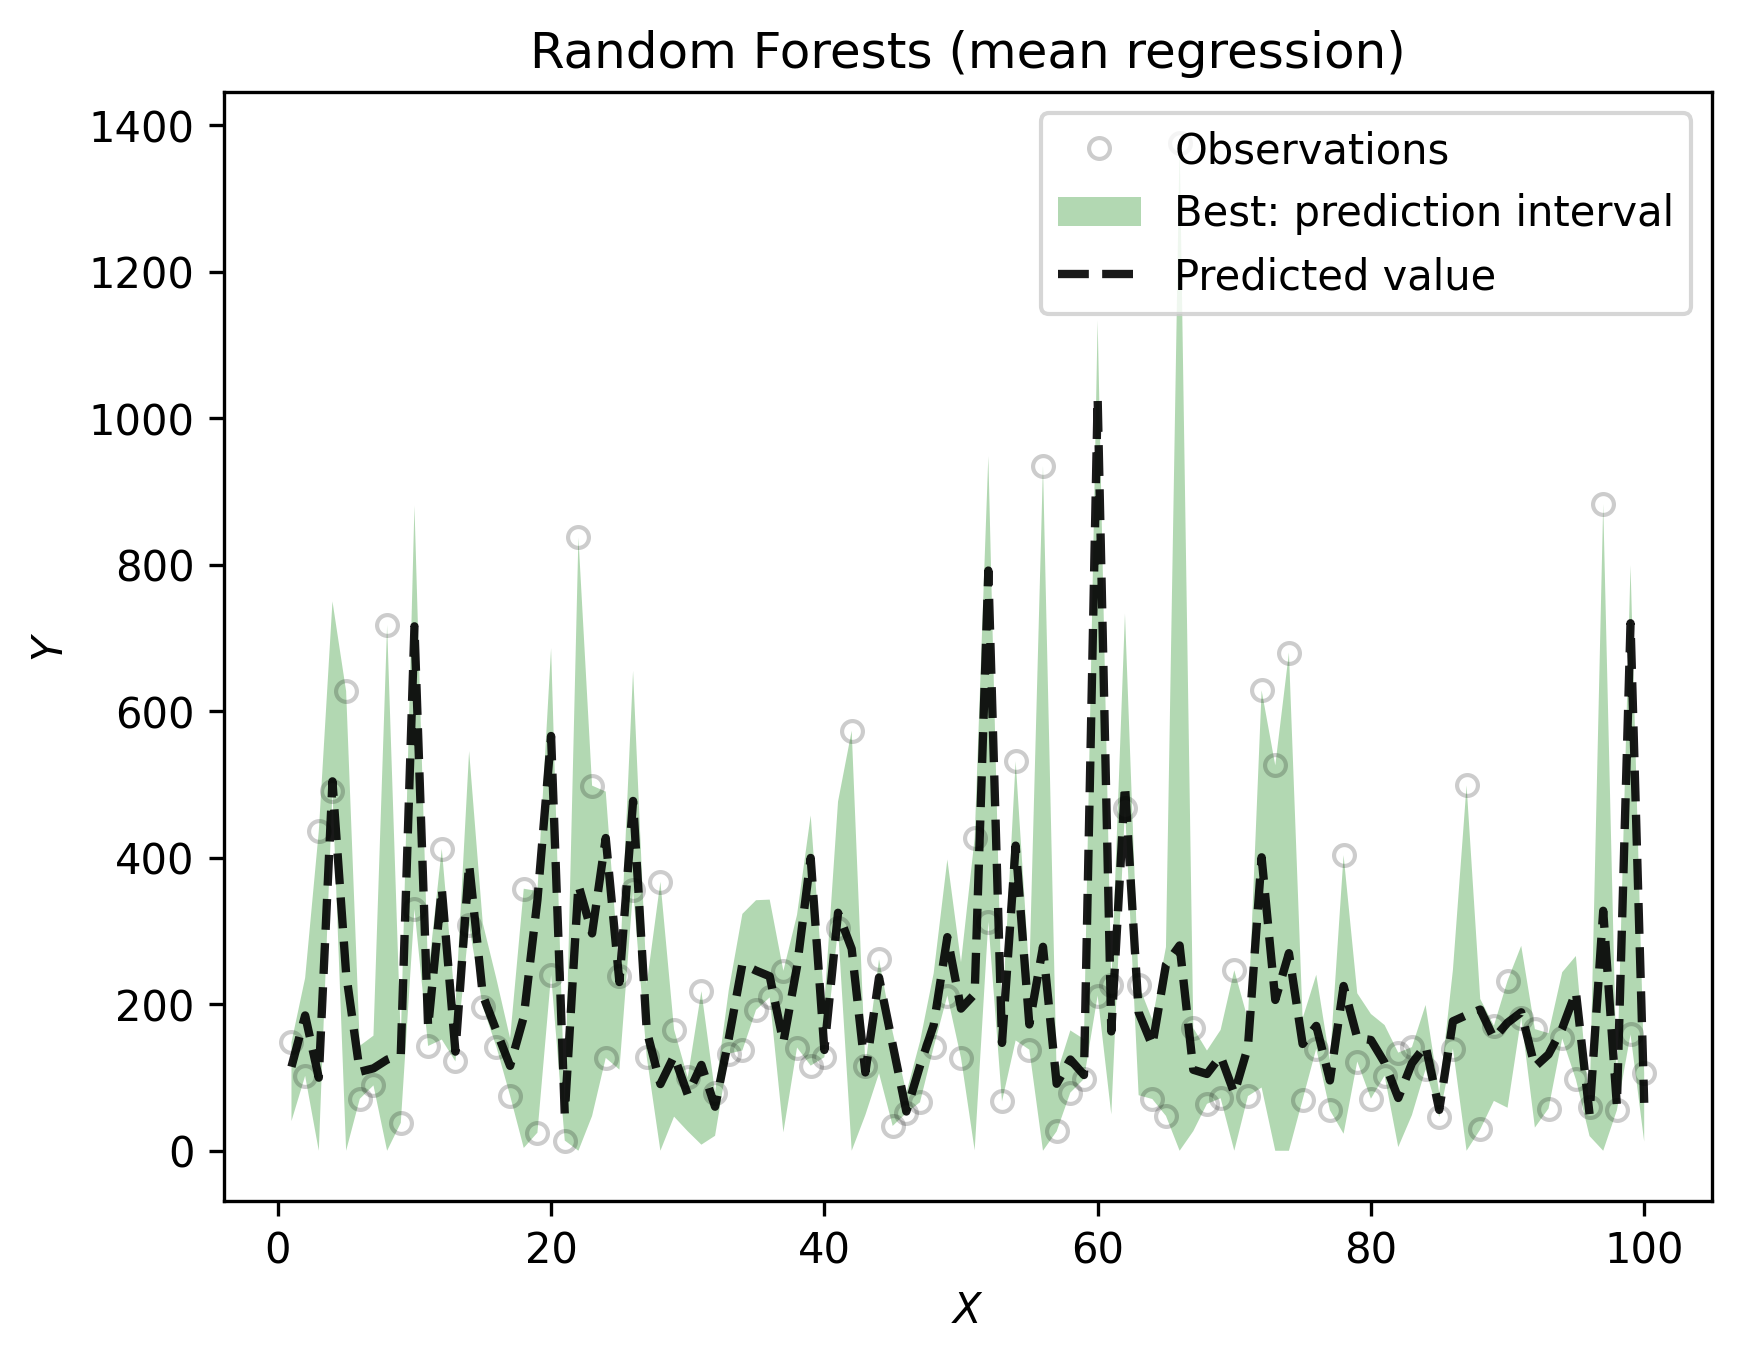 Random Forests (mean regression)
1400
1200
1000
800
600
400
200
0
Y
Observations
Best: prediction interval
Predicted value
0 20 40 60 80 100
X